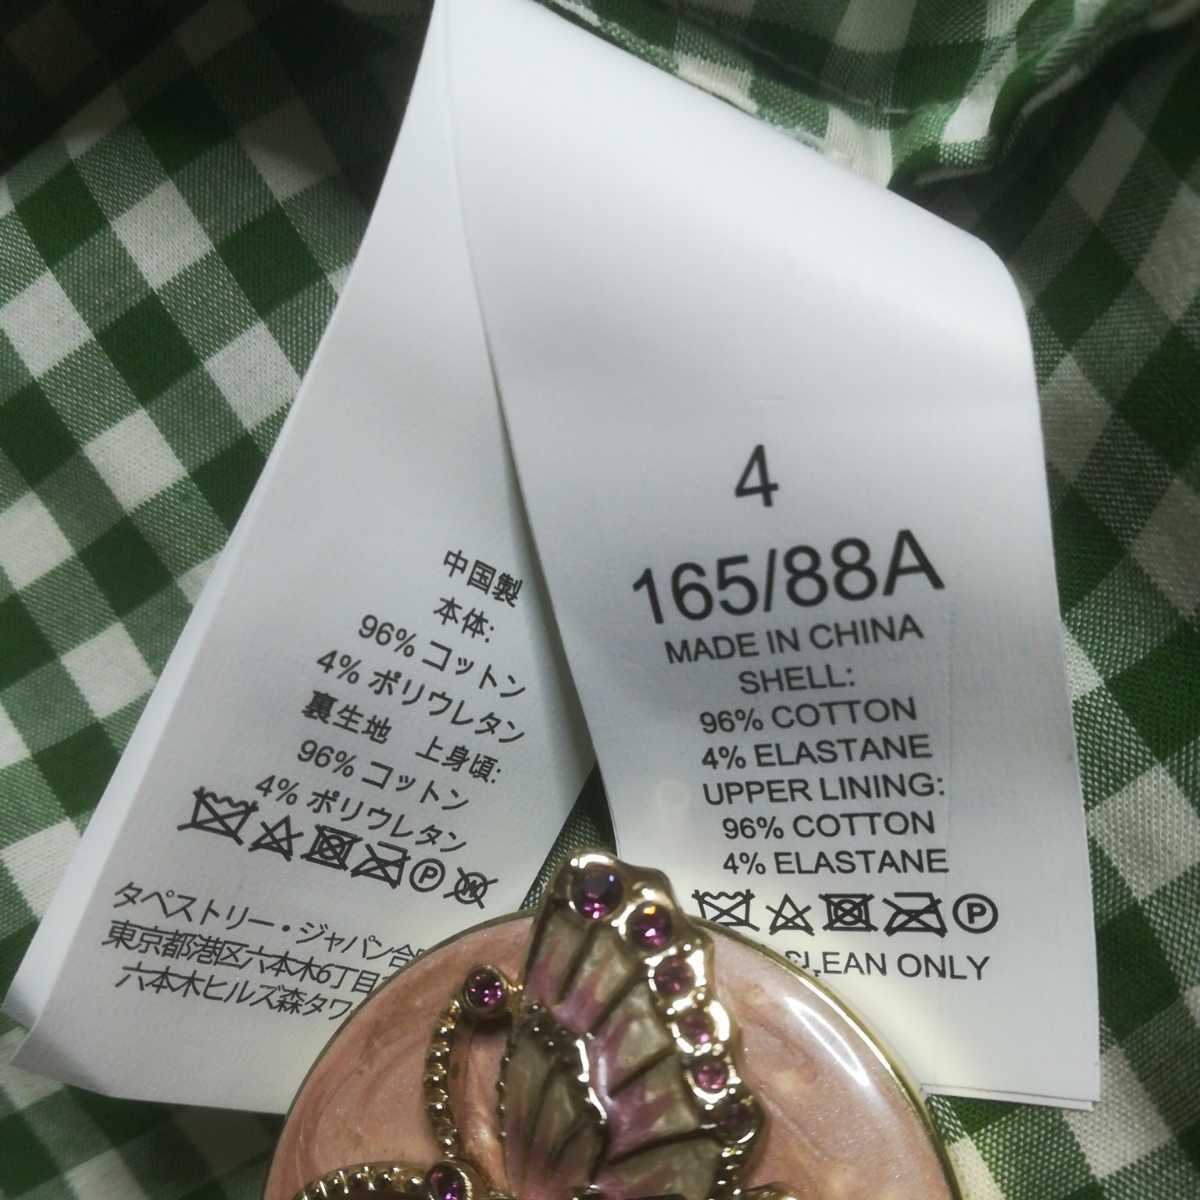 中国製
本体:
96% コットン
4% ポリウレタン
裏生地 上身頃:
96% コットン
4% ポリウレタン
P W
タペストリー・ジャパン合
東京都港区六本木6丁目
六本木ヒルズ森タワ
4
165/88A
MADE IN CHINA
SHELL:
96% COTTON
4% ELASTANE
UPPER LINING:
96% COTTON
4% ELASTANE
P
CLEAN ONLY